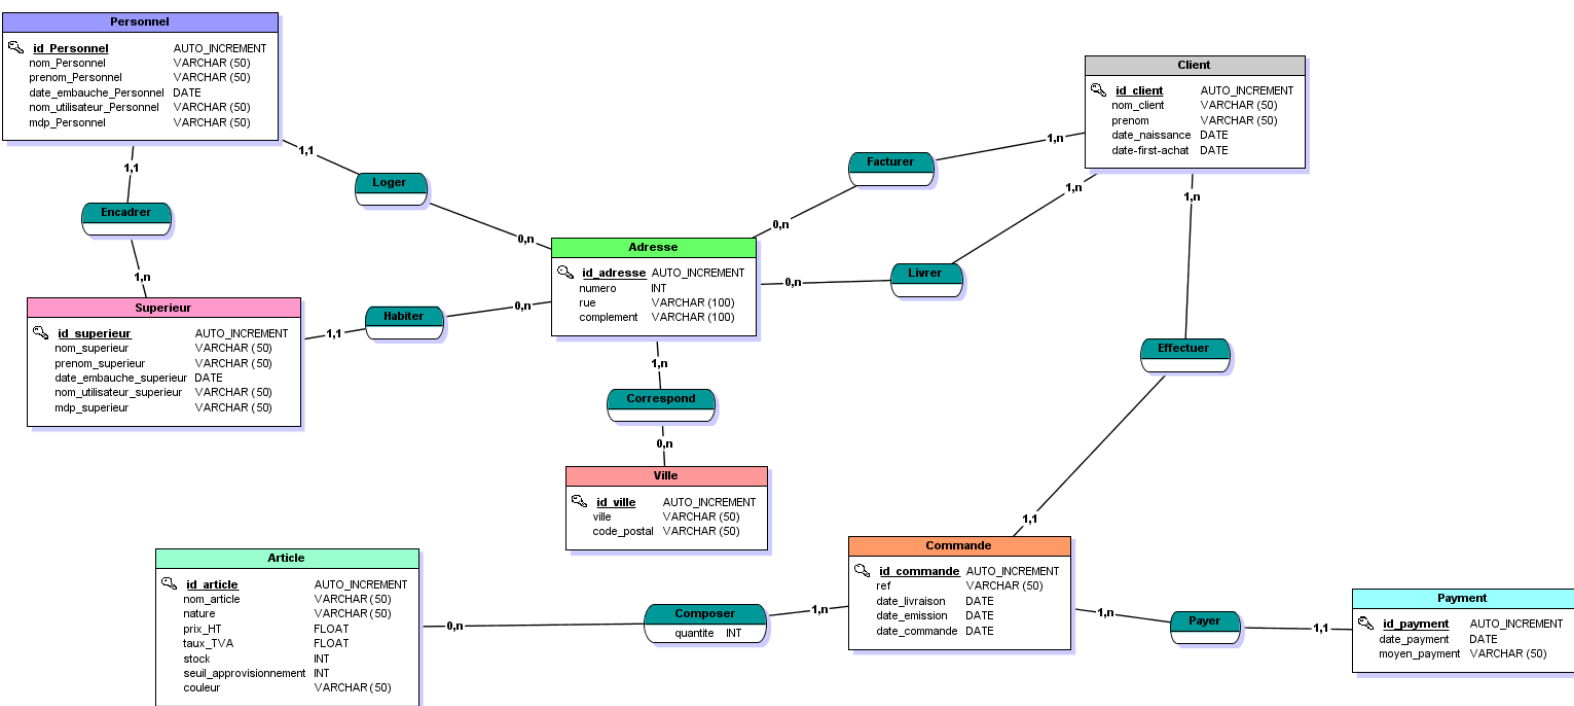 Personnel
id_Personnel AUTO_INCREMENT
nom_Personnel VARCHAR (50)
prenom_Personnel VARCHAR (50)
date_embauche_Personnel DATE
nom_utilisateur_Personnel VARCHAR (50)
mdp_Personnel VARCHAR (50)
Client
id_client AUTO_INCREMENT
nom_client VARCHAR (50)
prenom VARCHAR (50)
date_naissance DATE
date-first-achat DATE
1,1
1,1
Loger
Facturer
1,n
1,n
1,n
Encadrer
0,n
0,n
1,n
Adresse
id_adresse AUTO_INCREMENT
numero INT
rue VARCHAR (100)
complement VARCHAR (100)
0,n
Livrer
Superieur
id_superieur AUTO_INCREMENT
nom_superieur VARCHAR (50)
prenom_superieur VARCHAR (50)
date_embauche_superieur DATE
nom_utilisateur_superieur VARCHAR (50)
mdp_superieur VARCHAR (50)
1,1
Habiter
0,n
Effectuer
1,n
Correspond
0,n
Ville
id_ville AUTO_INCREMENT
ville VARCHAR (50)
code_postal VARCHAR (50)
1,1
Article
id_article AUTO_INCREMENT
nom_article VARCHAR (50)
nature VARCHAR (50)
prix_HT FLOAT
taux_TVA FLOAT
stock INT
seuil_approvisionnement INT
couleur VARCHAR (50)
0,n
Composer
quantite INT
1,n
Commande
id_commande AUTO_INCREMENT
ref VARCHAR (50)
date_livraison DATE
date_emission DATE
date_commande DATE
1,n
Payer
1,1
Payment
id_payment AUTO_INCREMENT
date_payment DATE
moyen_payment VARCHAR (50)